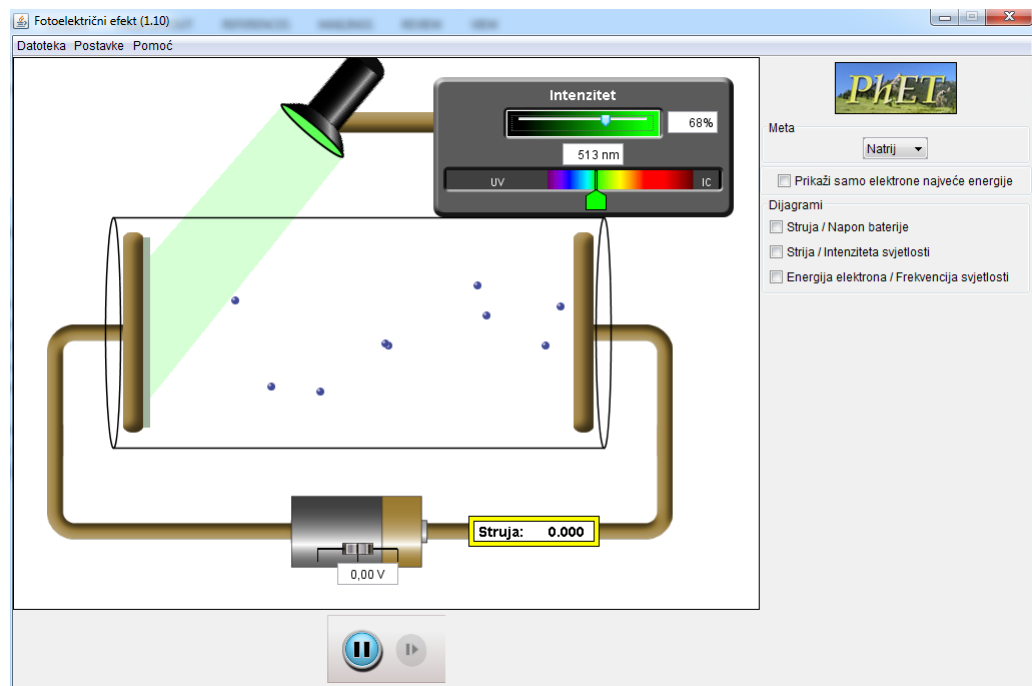 Fotoelektrični efekt (1.10)
Datoteka Postavke Pomoć
Intenzitet
68%
513 nm
UV
IC
Struja: 0.000
0,00 V
PhET
Meta
Natrij
Prikaži samo elektrone najveće energije
Dijagrami
Struja / Napon baterije
Strija / Intenziteta svjetlosti
Energija elektrona / Frekvencija svjetlosti